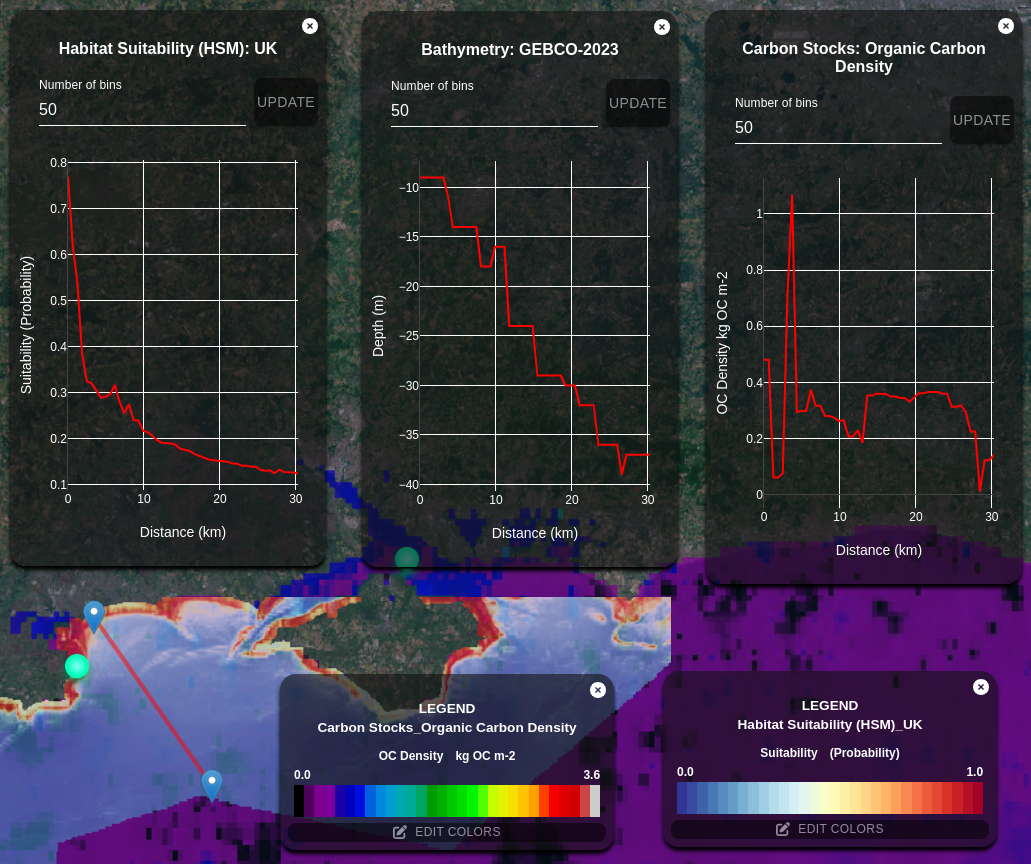 Habitat Suitability (HSM): UK
Number of bins
50
UPDATE
0.8
0.7
0.6
0.5
0.4
0.3
0.2
0.1
0
10
20
30
Suitability (Probability)
Distance (km)
Bathymetry: GEBCO-2023
Number of bins
50
UPDATE
−10
−15
−20
−25
−30
−35
−40
0
10
20
30
Depth (m)
Distance (km)
Carbon Stocks: Organic Carbon
Density
Number of bins
50
UPDATE
1
0.8
0.6
0.4
0.2
0
0
10
20
30
OC Density kg OC m-2
Distance (km)
LEGEND
Carbon Stocks_Organic Carbon Density
OC Density kg OC m-2
0.0 3.6
EDIT COLORS
LEGEND
Habitat Suitability (HSM)_UK
Suitability (Probability)
0.0 1.0
EDIT COLORS